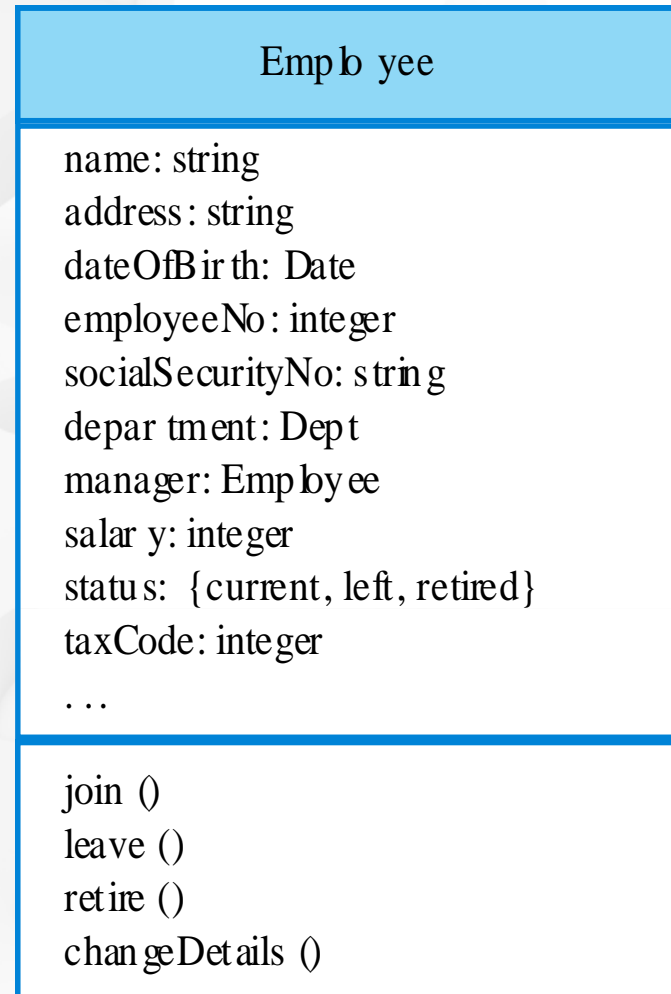 Employee
name: string
address: string
dateOfBirth: Date
employeeNo: integer
socialSecurityNo: string
department: Dept
manager: Employee
salary: integer
status: {current, left, retired}
taxCode: integer
. . .
join ()
leave ()
retire ()
changeDetails ()